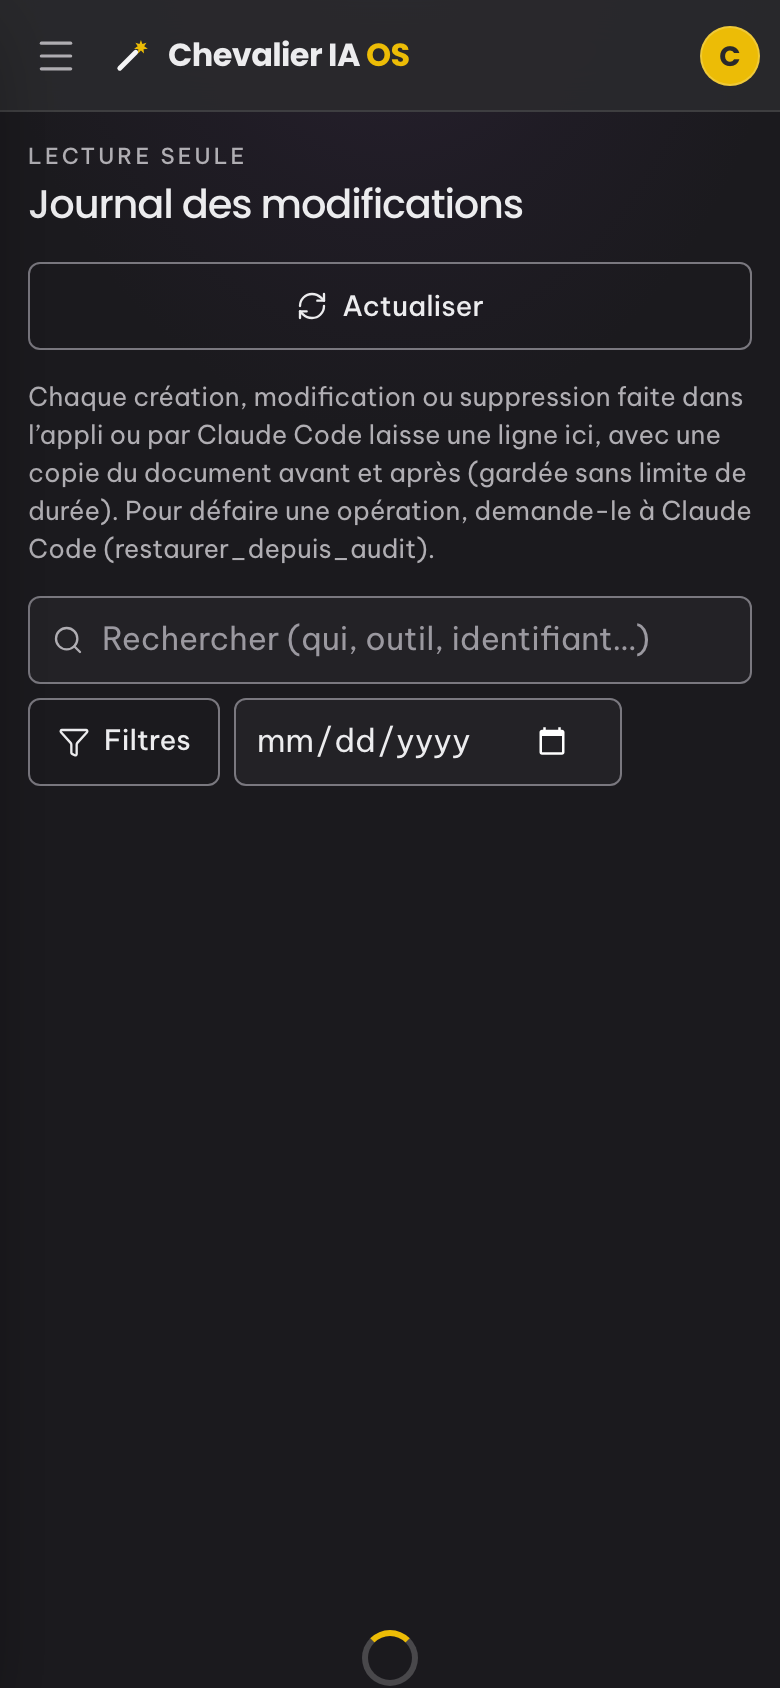 Chevalier IA OS
C
LECTURE SEULE
Journal des modifications
Actualiser
Chaque création, modification ou suppression faite dans
l’appli ou par Claude Code laisse une ligne ici, avec une
copie du document avant et après (gardée sans limite de
durée). Pour défaire une opération, demande-le à Claude
Code (restaurer_depuis_audit).
Rechercher (qui, outil, identifiant...)
Filtres
mm/dd/yyyy